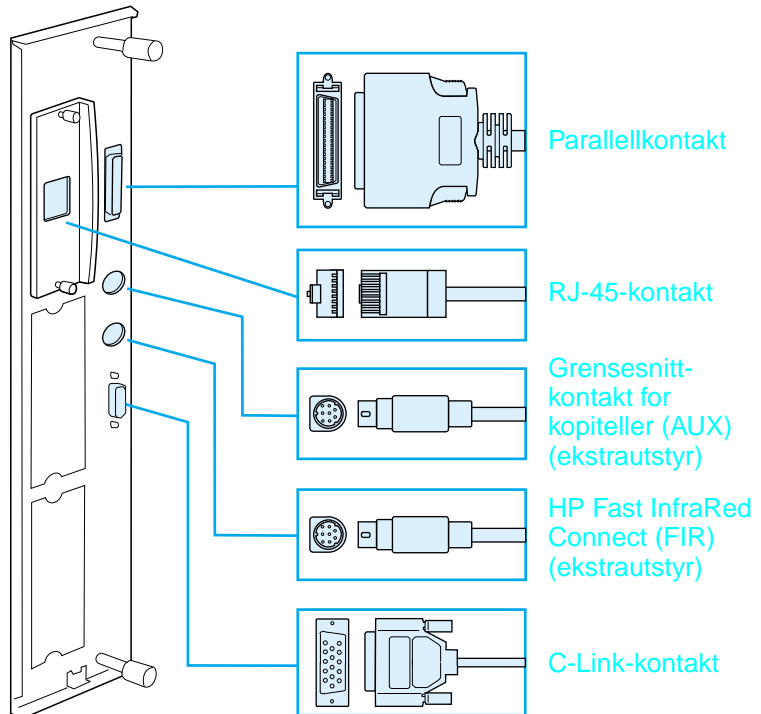 Parallellkontakt
RJ-45-kontakt
Grensesnitt-
kontakt for
kopiteller (AUX)
(ekstrautstyr)
HP Fast InfraRed
Connect (FIR)
(ekstrautstyr)
C-Link-kontakt